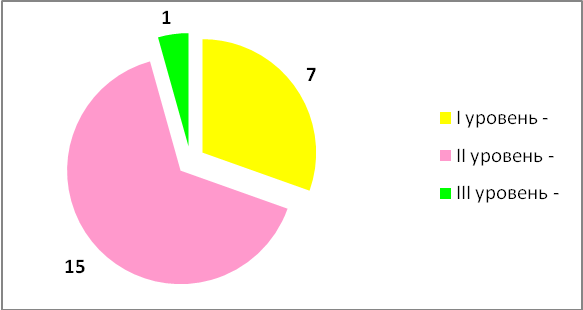 1
7
15
I уровень -
II уровень -
III уровень -